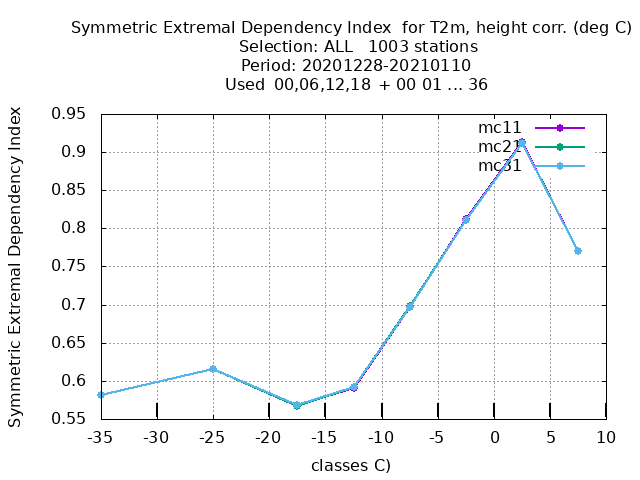 Symmetric Extremal Dependency Index  for T2m, height corr. (deg C)
Selection: ALL   1003 stations
Period: 20201228-20210110
Used  00,06,12,18  + 00 01 ... 36
Symmetric Extremal Dependency Index
0.95
0.9
0.85
0.8
0.75
0.7
0.65
0.6
0.55
mc11
mc21
mc31
-35 -30 -25 -20 -15 -10 -5 0 5 10
classes C)